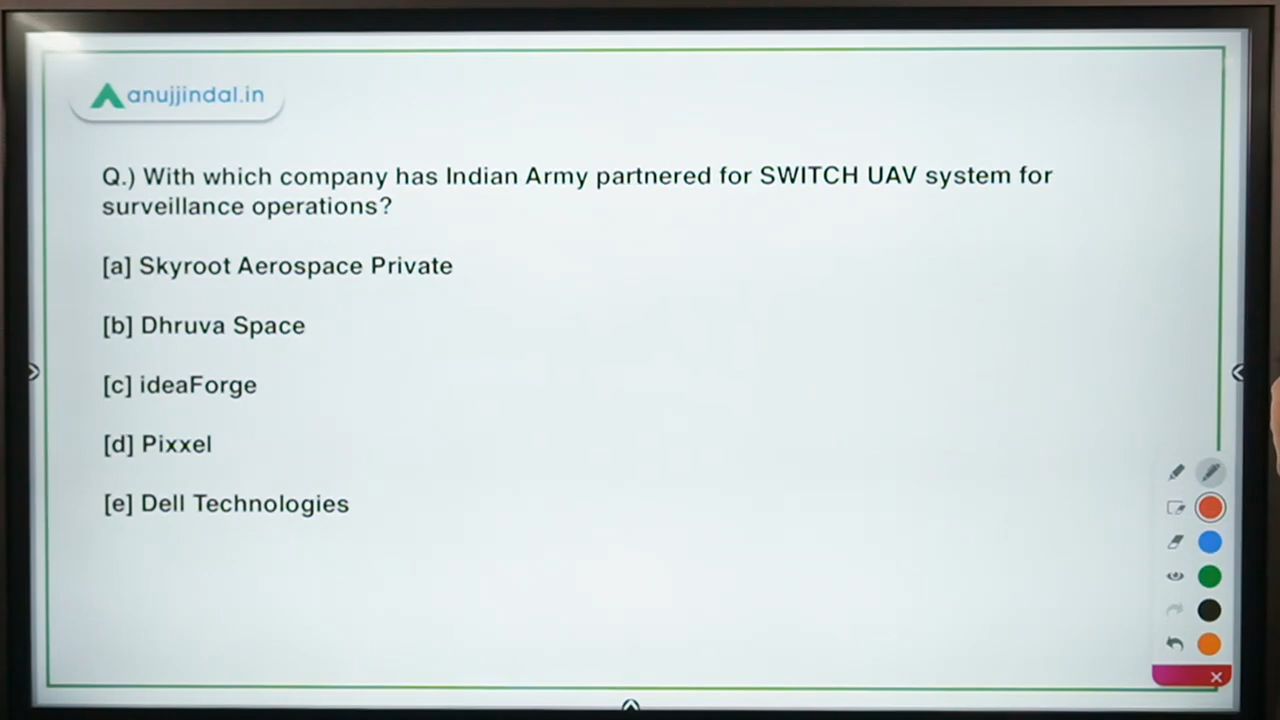 anujjindal.in
Q.) With which company has Indian Army partnered for SWITCH UAV system for
surveillance operations?
[a] Skyroot Aerospace Private
[b] Dhruva Space
[c] ideaForge
[d] Pixxel
[e] Dell Technologies